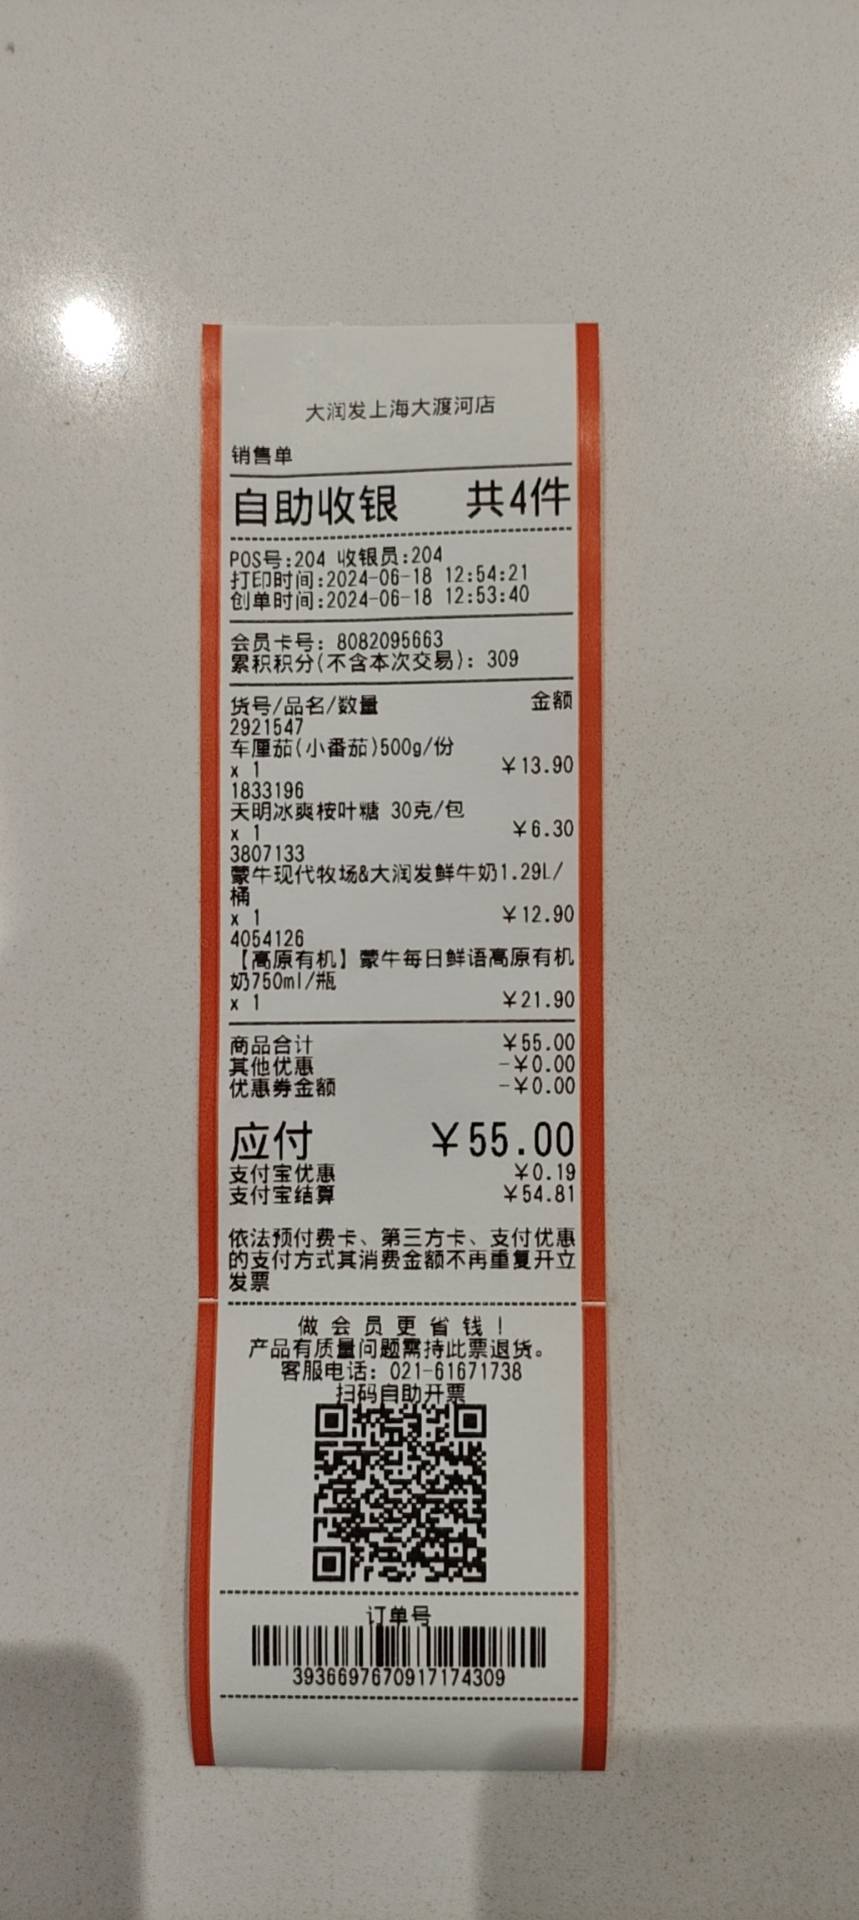 大润发上海大渡河店
销售单
自助收银 共4件
POS号:204 收银员:204
打印时间:2024-06-18 12:54:21
创单时间:2024-06-18 12:53:40
会员卡号: 8082095663
累积积分(不含本次交易): 309
货号/品名/数量 金额
2921547
车厘茄(小番茄)500g/份
x 1 ￥13.90
1833196
天明冰爽桉叶糖 30克/包
x 1 ￥6.30
3807133
蒙牛现代牧场&大润发鲜牛奶1.29L/
桶
x 1 ￥12.90
4054126
【高原有机】蒙牛每日鲜语高原有机
奶750ml/瓶
x 1 ￥21.90
商品合计 ￥55.00
其他优惠 -￥0.00
优惠券金额 -￥0.00
应付 ￥55.00
支付宝优惠 ￥0.19
支付宝结算 ￥54.81
依法预付费卡、第三方卡、支付优惠
的支付方式其消费金额不再重复开立
发票
做会员更省钱！
产品有质量问题需持此票退货。
客服电话: 021-61671738
扫码自助开票
订单号
3936697670917174309